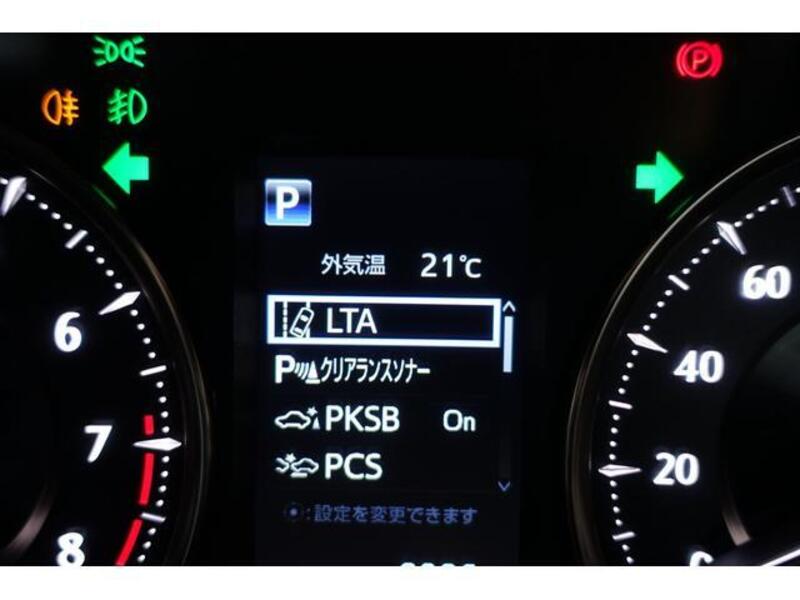 P
P
外気温 21℃
LTA
Pクリアランスソナー
PKSB On
PCS
:設定を変更できます
6
7
8
60
40
20